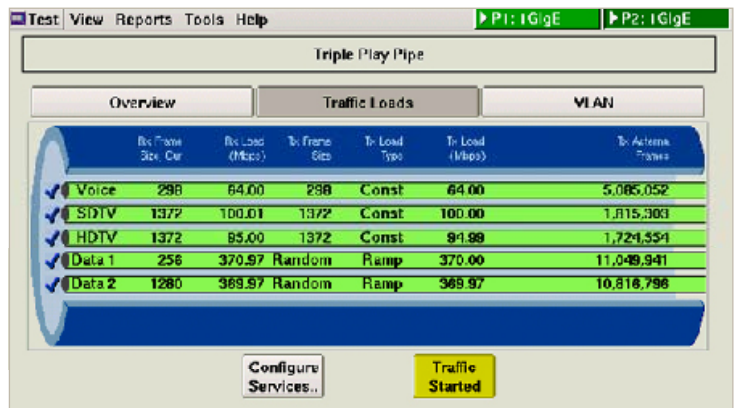 Test View Reports Tools Help P1: 1GigE P2: 1GigE
Triple Play Pipe
Overview Traffic Loads VLAN
Rx Frame Rx Load Tx Frame Tx Load Tx Load Tx Acterna
Size, Cur (Mbps) Size Type (Mbps) Frames
Voice 298 64.00 298 Const 64.00 5,085,052
SDTV 1372 100.01 1372 Const 100.00 1,815,303
HDTV 1372 95.00 1372 Const 94.99 1,724,554
Data 1 256 370.97 Random Ramp 370.00 11,049,941
Data 2 1280 369.97 Random Ramp 369.97 10,816,796
Configure Traffic
Services.. Started